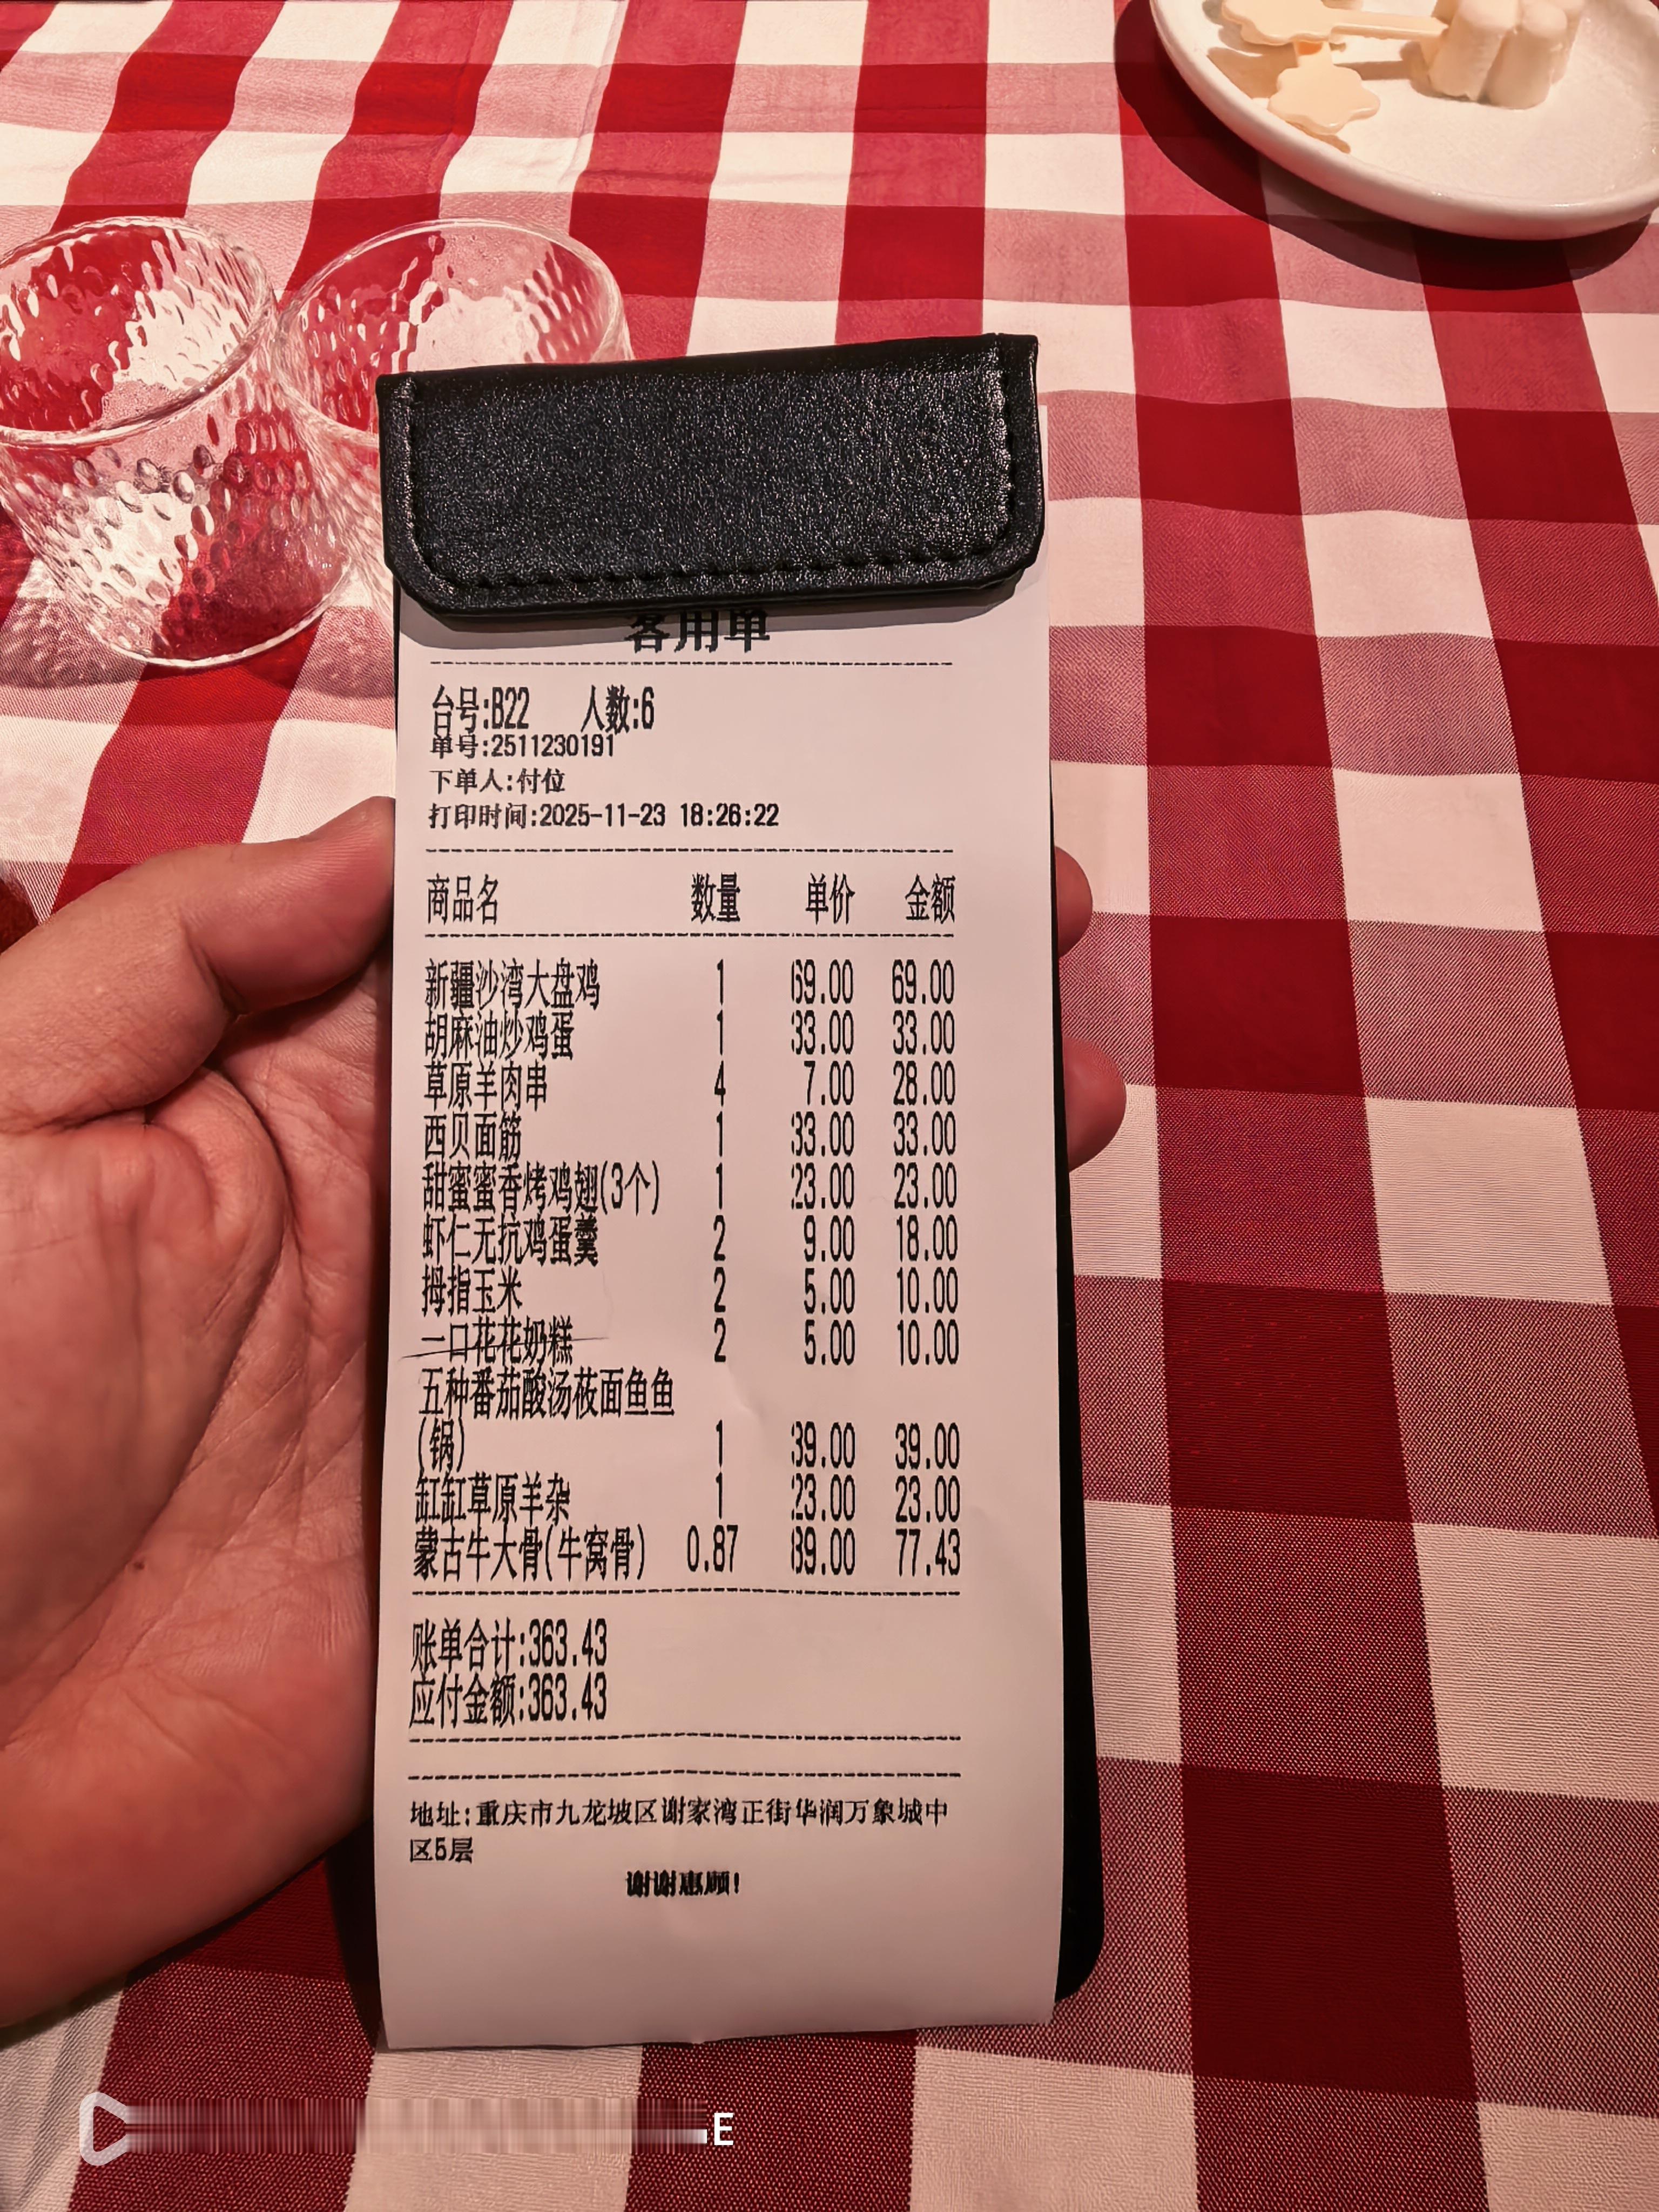 客用单
台号:B22 人数:6
单号:2511230191
下单人:付位
打印时间:2025-11-23 18:26:22
商品名 数量 单价 金额
新疆沙湾大盘鸡 1 69.00 69.00
胡麻油炒鸡蛋 1 33.00 33.00
草原羊肉串 4 7.00 28.00
西贝面筋 1 33.00 33.00
甜蜜蜜香烤鸡翅(3个) 1 23.00 23.00
虾仁无抗鸡蛋羹 2 9.00 18.00
拇指玉米 2 5.00 10.00
一口花花奶糕 2 5.00 10.00
五种番茄酸汤莜面鱼鱼
(锅) 1 39.00 39.00
缸缸草原羊杂 1 23.00 23.00
蒙古牛大骨(牛窝骨) 0.87 89.00 77.43
账单合计:363.43
应付金额:363.43
地址:重庆市九龙坡区谢家湾正街华润万象城中
区5层
谢谢惠顾!
E